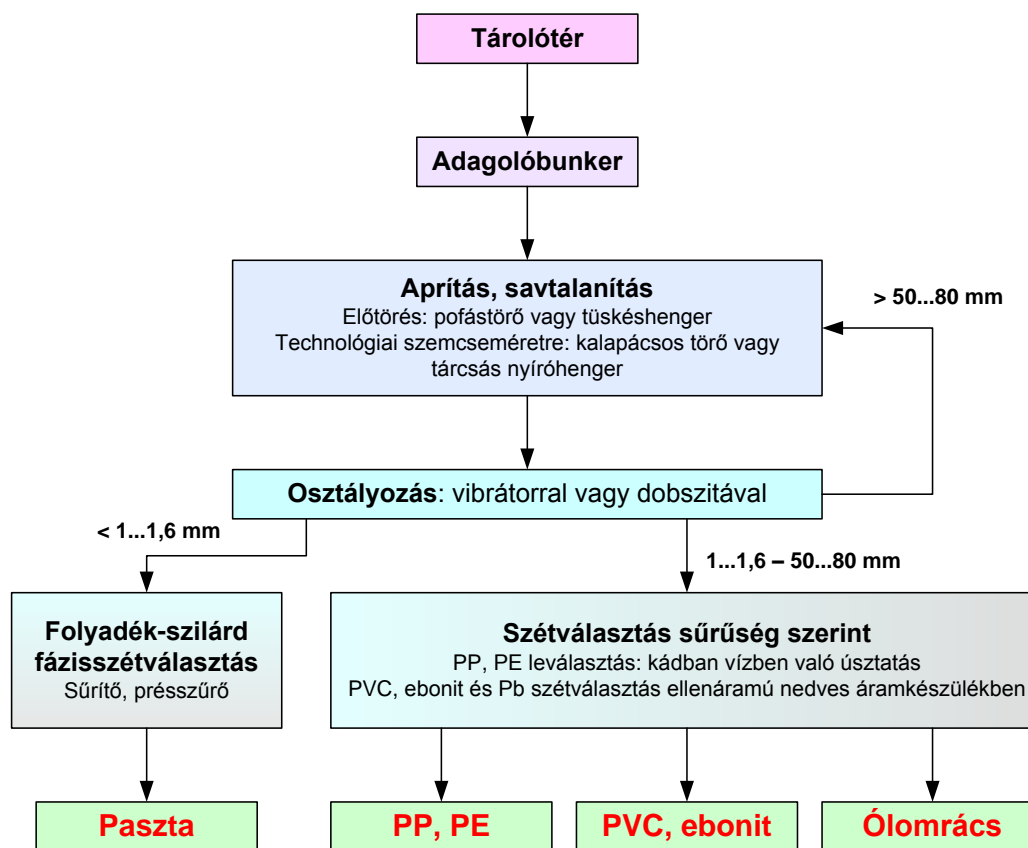 Tárolótér
Adagolóbunker
Aprítás, savtalanítás
Előtörés: pofástörő vagy tüskéshenger
Technológiai szemcseméretre: kalapácsos törő vagy
tárcsás nyíróhenger
> 50...80 mm
Osztályozás: vibrátorral vagy dobszitával
< 1...1,6 mm
1...1,6 – 50...80 mm
Folyadék-szilárd
fázisszétválasztás
Sűrítő, présszűrő
Szétválasztás sűrűség szerint
PP, PE leválasztás: kádban vízben való úsztatás
PVC, ebonit és Pb szétválasztás ellenáramú nedves áramkészülékben
Paszta
PP, PE
PVC, ebonit
Ólomrács